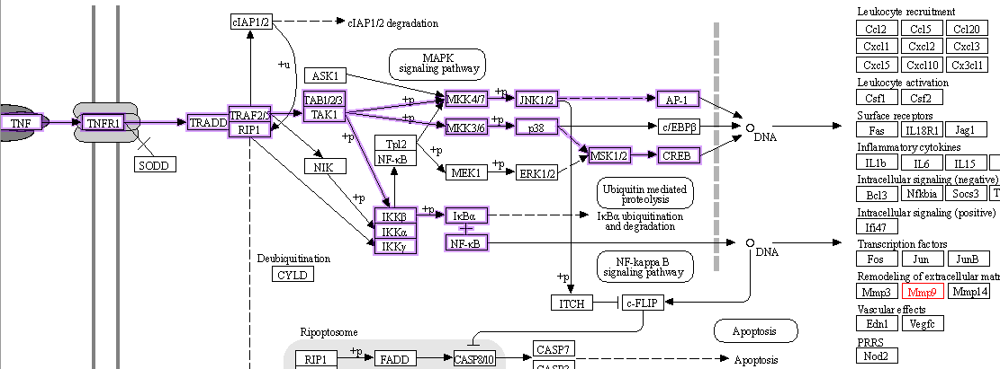 cIAP1/2
cIAP1/2 degradation
+u
ASK1
MAPK
signaling pathway
TNF
TNFR1
TRADD
TRAF2/5
RIP1
TAB1/2/3
TAK1
+p
+p
+p
MKK4/7
+p
JNK1/2
AP-1
MKK3/6
+p
p38
c/EBPβ
DNA
SODD
NIK
Tpl2
NF-κB
+p
MEK1
+p
ERK1/2
MSK1/2
CREB
+p
IKKβ
IKKα
IKKγ
+p
IκBα
NF-κB
Ubiquitin mediated
proteolysis
IκBα ubiquitination
and degradation
DNA
Deubiquitination
CYLD
NF-kappa B
signaling pathway
+p
ITCH
c-FLIP
Ripoptosome
RIP1
+p
FADD
CASP8/10
CASP7
Apoptosis
Apoptosis
Leukocyte recruitment
Ccl2 Ccl5 Ccl20
Cxcl1 Cxcl2 Cxcl3
Cxcl5 Cxcl10 Cx3cl1
Leukocyte activation
Csf1 Csf2
Surface receptors
Fas IL18R1 Jag1
Inflammatory cytokines
IL1b IL6 IL15
Intracellular signaling (negative)
Bcl3 Nfkbia Socs3 T
Intracellular signaling (positive)
Ifi47
Transcription factors
Fos Jun JunB
Remodeling of extracellular matr
Mmp3 Mmp9 Mmp14
Vascular effects
Edn1 Vegfc
PRRS
Nod2